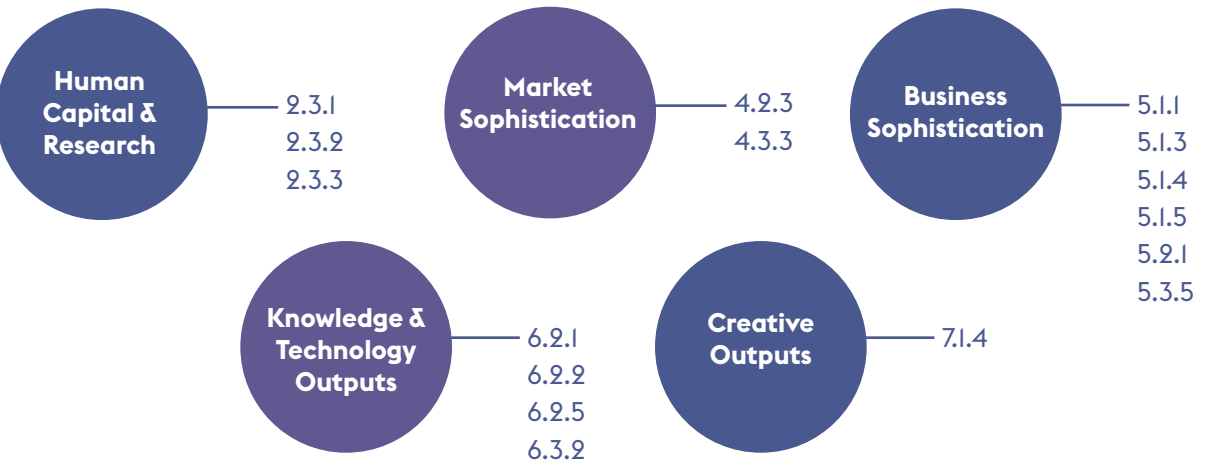 Human
Capital &
Research
2.3.1
2.3.2
2.3.3
Market
Sophistication
4.2.3
4.3.3
Business
Sophistication
5.1.1
5.1.3
5.1.4
5.1.5
5.2.1
5.3.5
Knowledge &
Technology
Outputs
6.2.1
6.2.2
6.2.5
6.3.2
Creative
Outputs
7.1.4